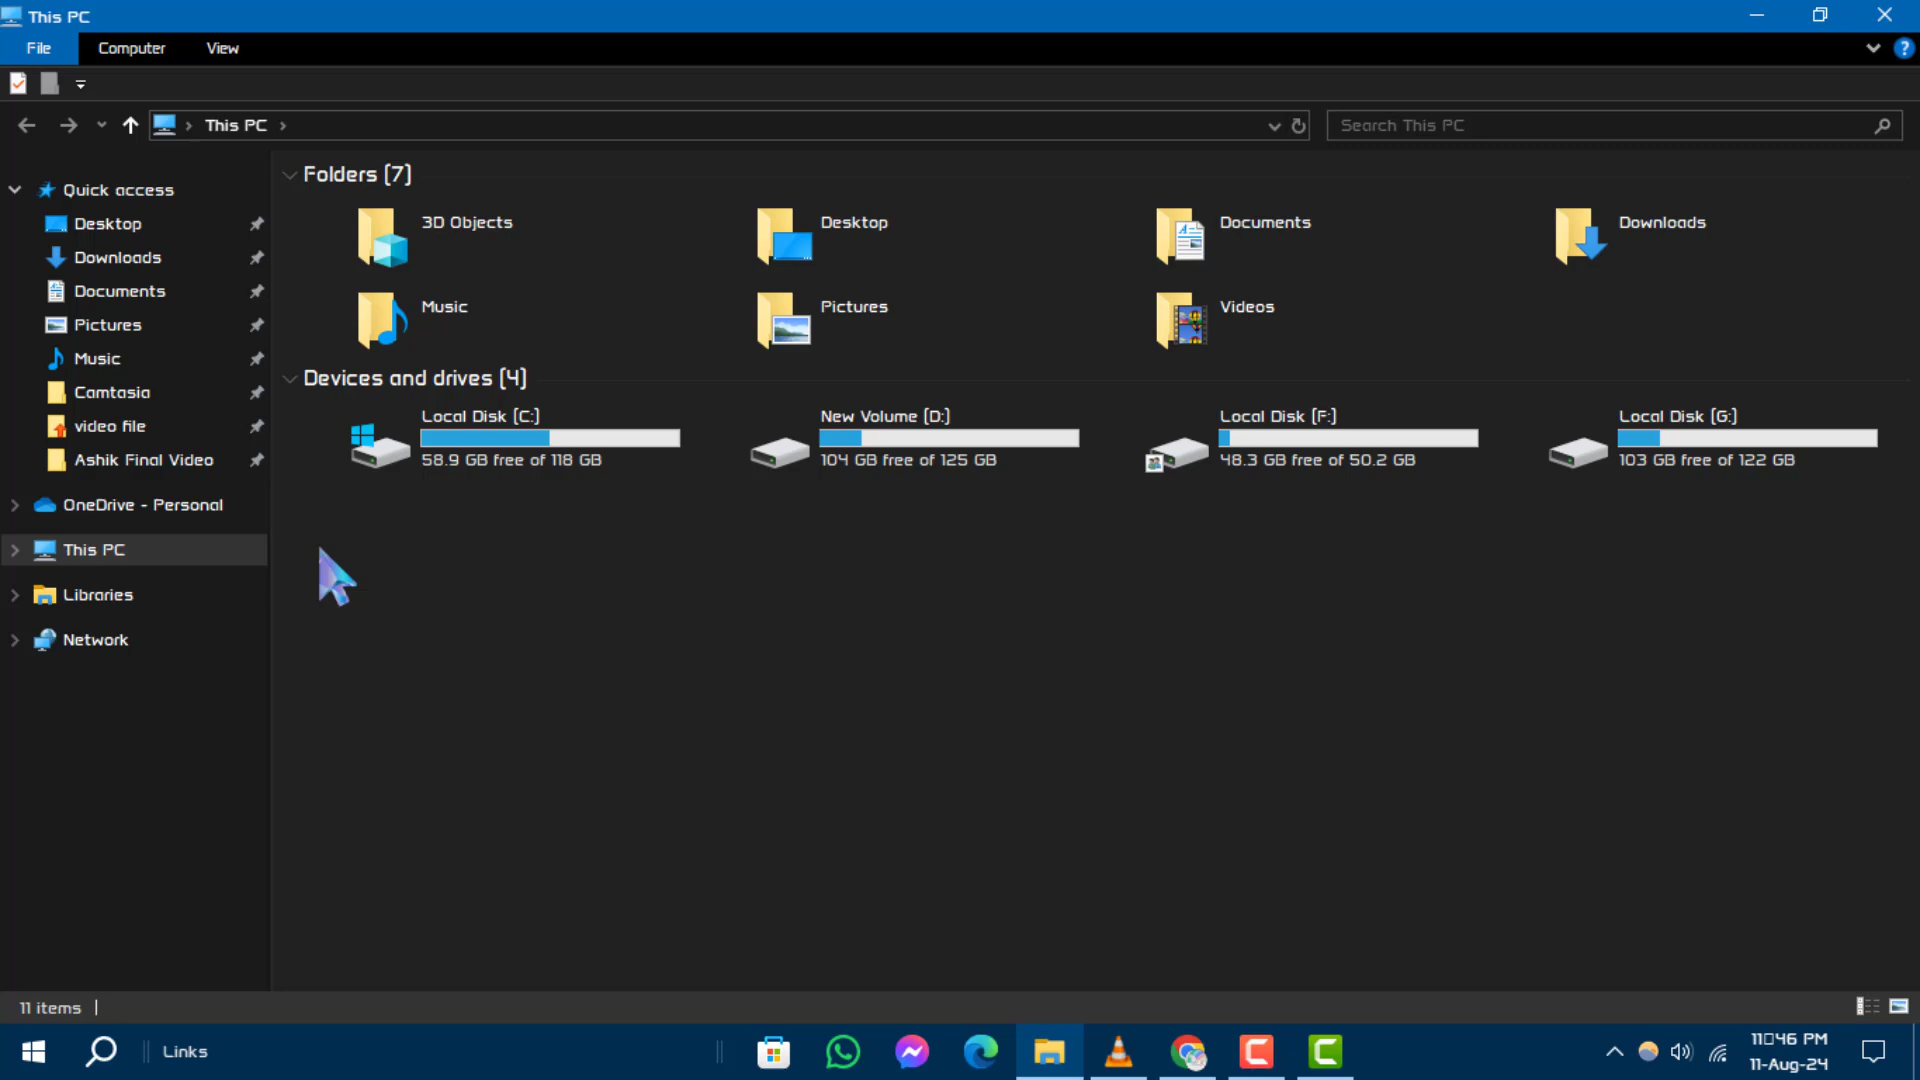 This PC
File Computer View
This PC
Search This PC
Quick access
Desktop
Downloads
Documents
Pictures
Music
Camtasia
video file
Ashik Final Video
OneDrive - Personal
This PC
Libraries
Network
Folders (7)
3D Objects
Desktop
Documents
Downloads
Music
Pictures
Videos
Devices and drives (4)
Local Disk (C:)
58.9 GB free of 118 GB
New Volume (D:)
104 GB free of 125 GB
Local Disk (F:)
48.3 GB free of 50.2 GB
Local Disk (G:)
103 GB free of 122 GB
11 items
Links
11□46 PM
11-Aug-24